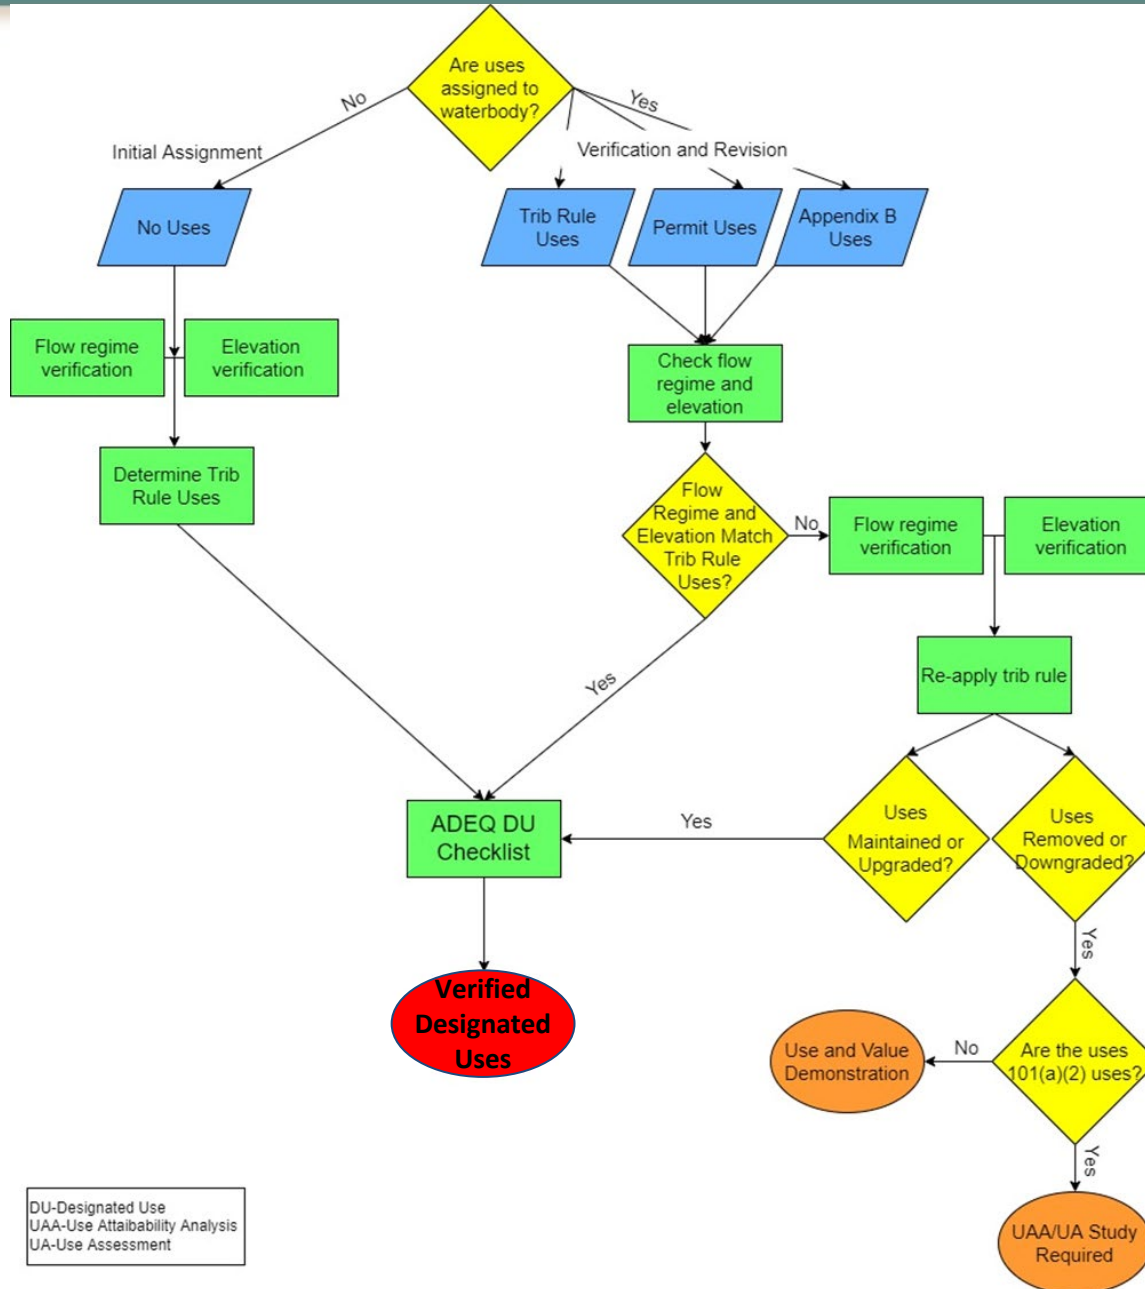 Are uses
assigned to
waterbody?
No
Yes
Initial Assignment
Verification and Revision
No Uses
Trib Rule
Uses
Permit Uses
Appendix B
Uses
Flow regime
verification
Elevation
verification
Check flow
regime and
elevation
Determine Trib
Rule Uses
Flow
Regime and
Elevation Match
Trib Rule
Uses?
No
Flow regime
verification
Elevation
verification
Yes
Re-apply trib rule
ADEQ DU
Checklist
Yes
Uses
Maintained or
Upgraded?
Uses
Removed or
Downgraded?
Yes
Verified
Designated
Uses
Use and Value
Demonstration
No
Are the uses
101(a)(2) uses?
Yes
UAA/UA Study
Required
DU-Designated Use
UAA-Use Attaibability Analysis
UA-Use Assessment